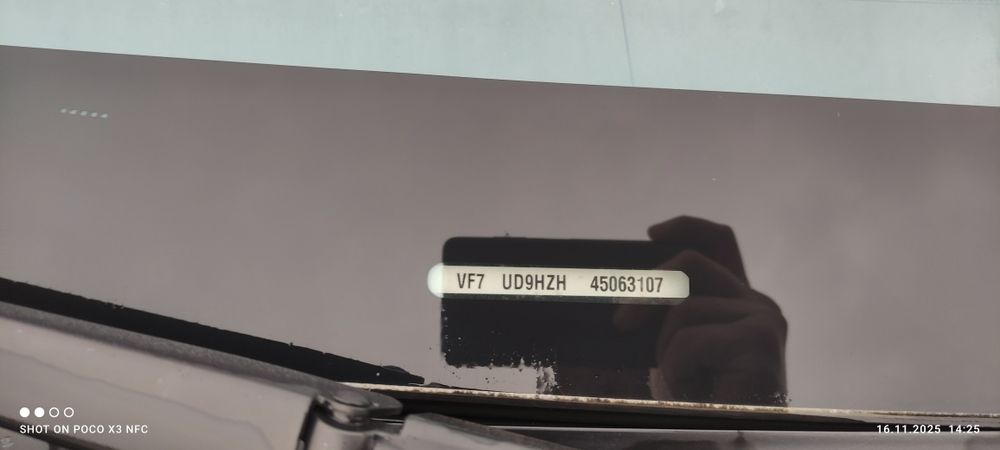 VF7 UD9HZH 45063107
SHOT ON POCO X3 NFC
16.11.2025 14:25